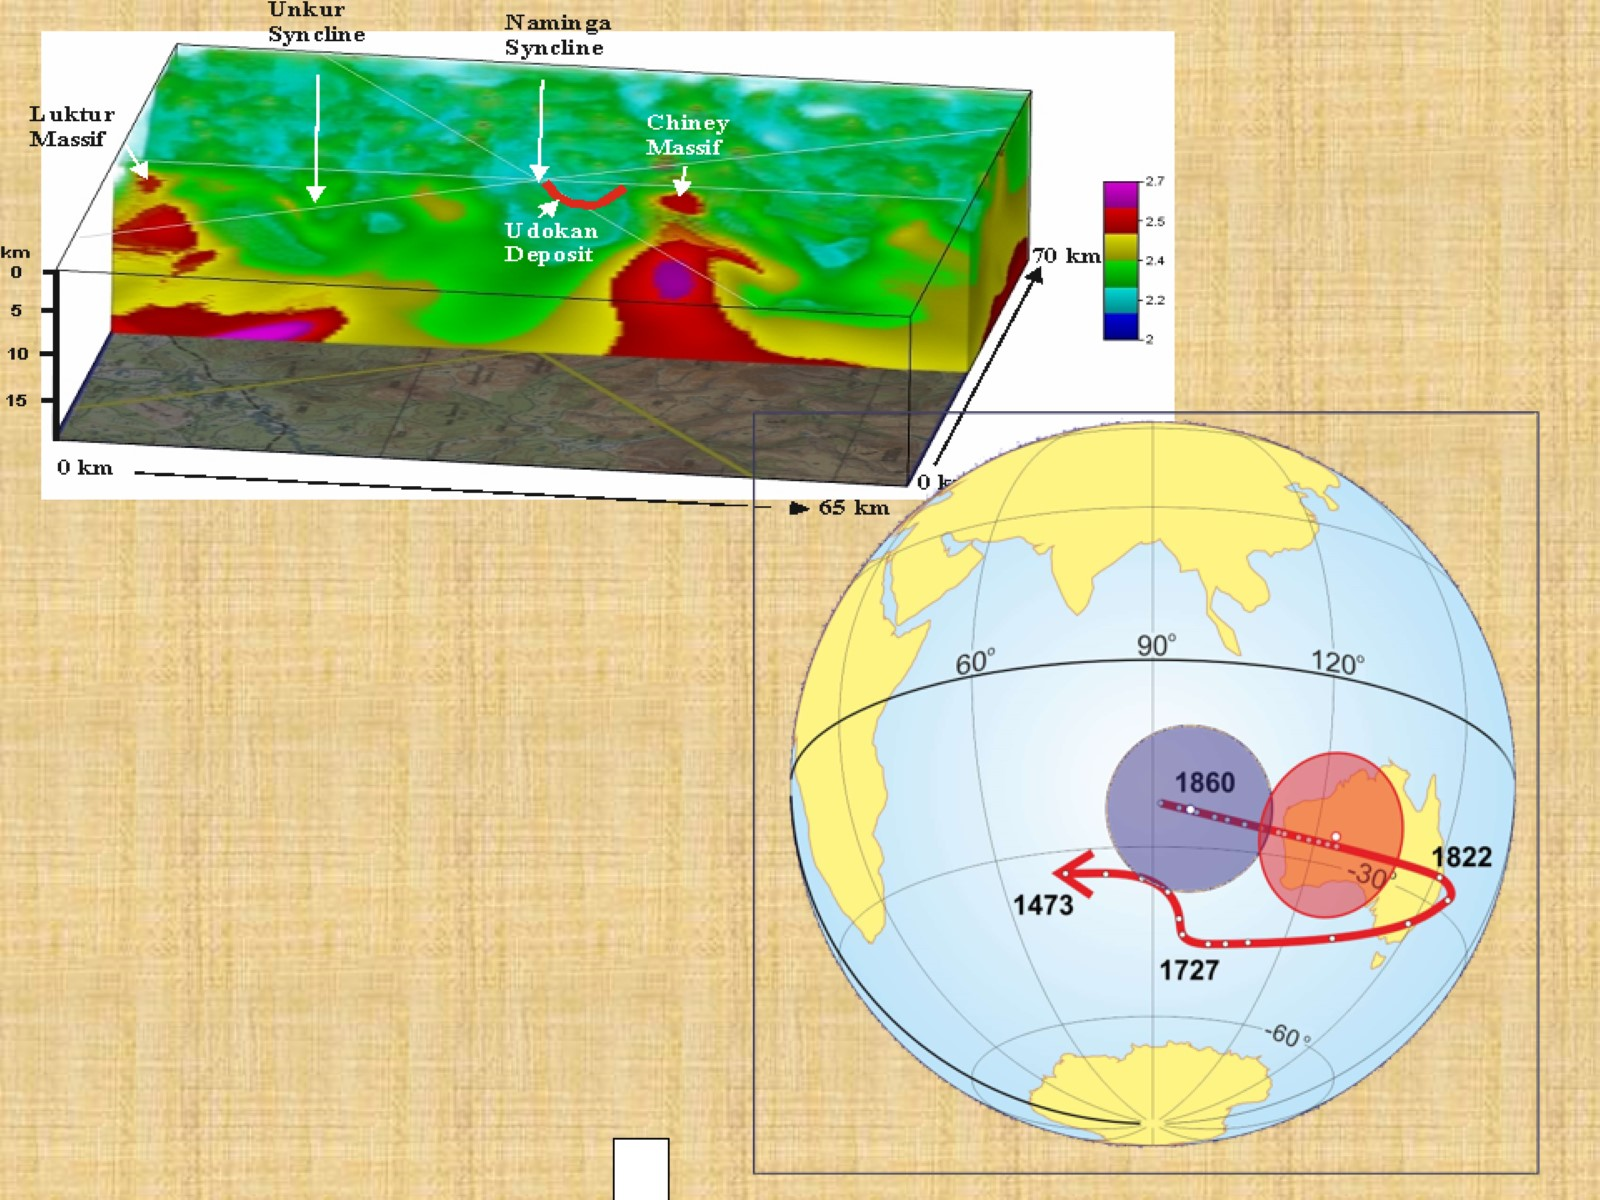 Unkur
Syncline
Naminga
Syncline
Luktur
Massif
Chiney
Massif
Udokan
Deposit
km
0
5
10
15
0 km
65 km
0 k
70 km
2.7
2.5
2.4
2.2
2
60°
90°
120°
1860
1822
-30°
1473
1727
-60°